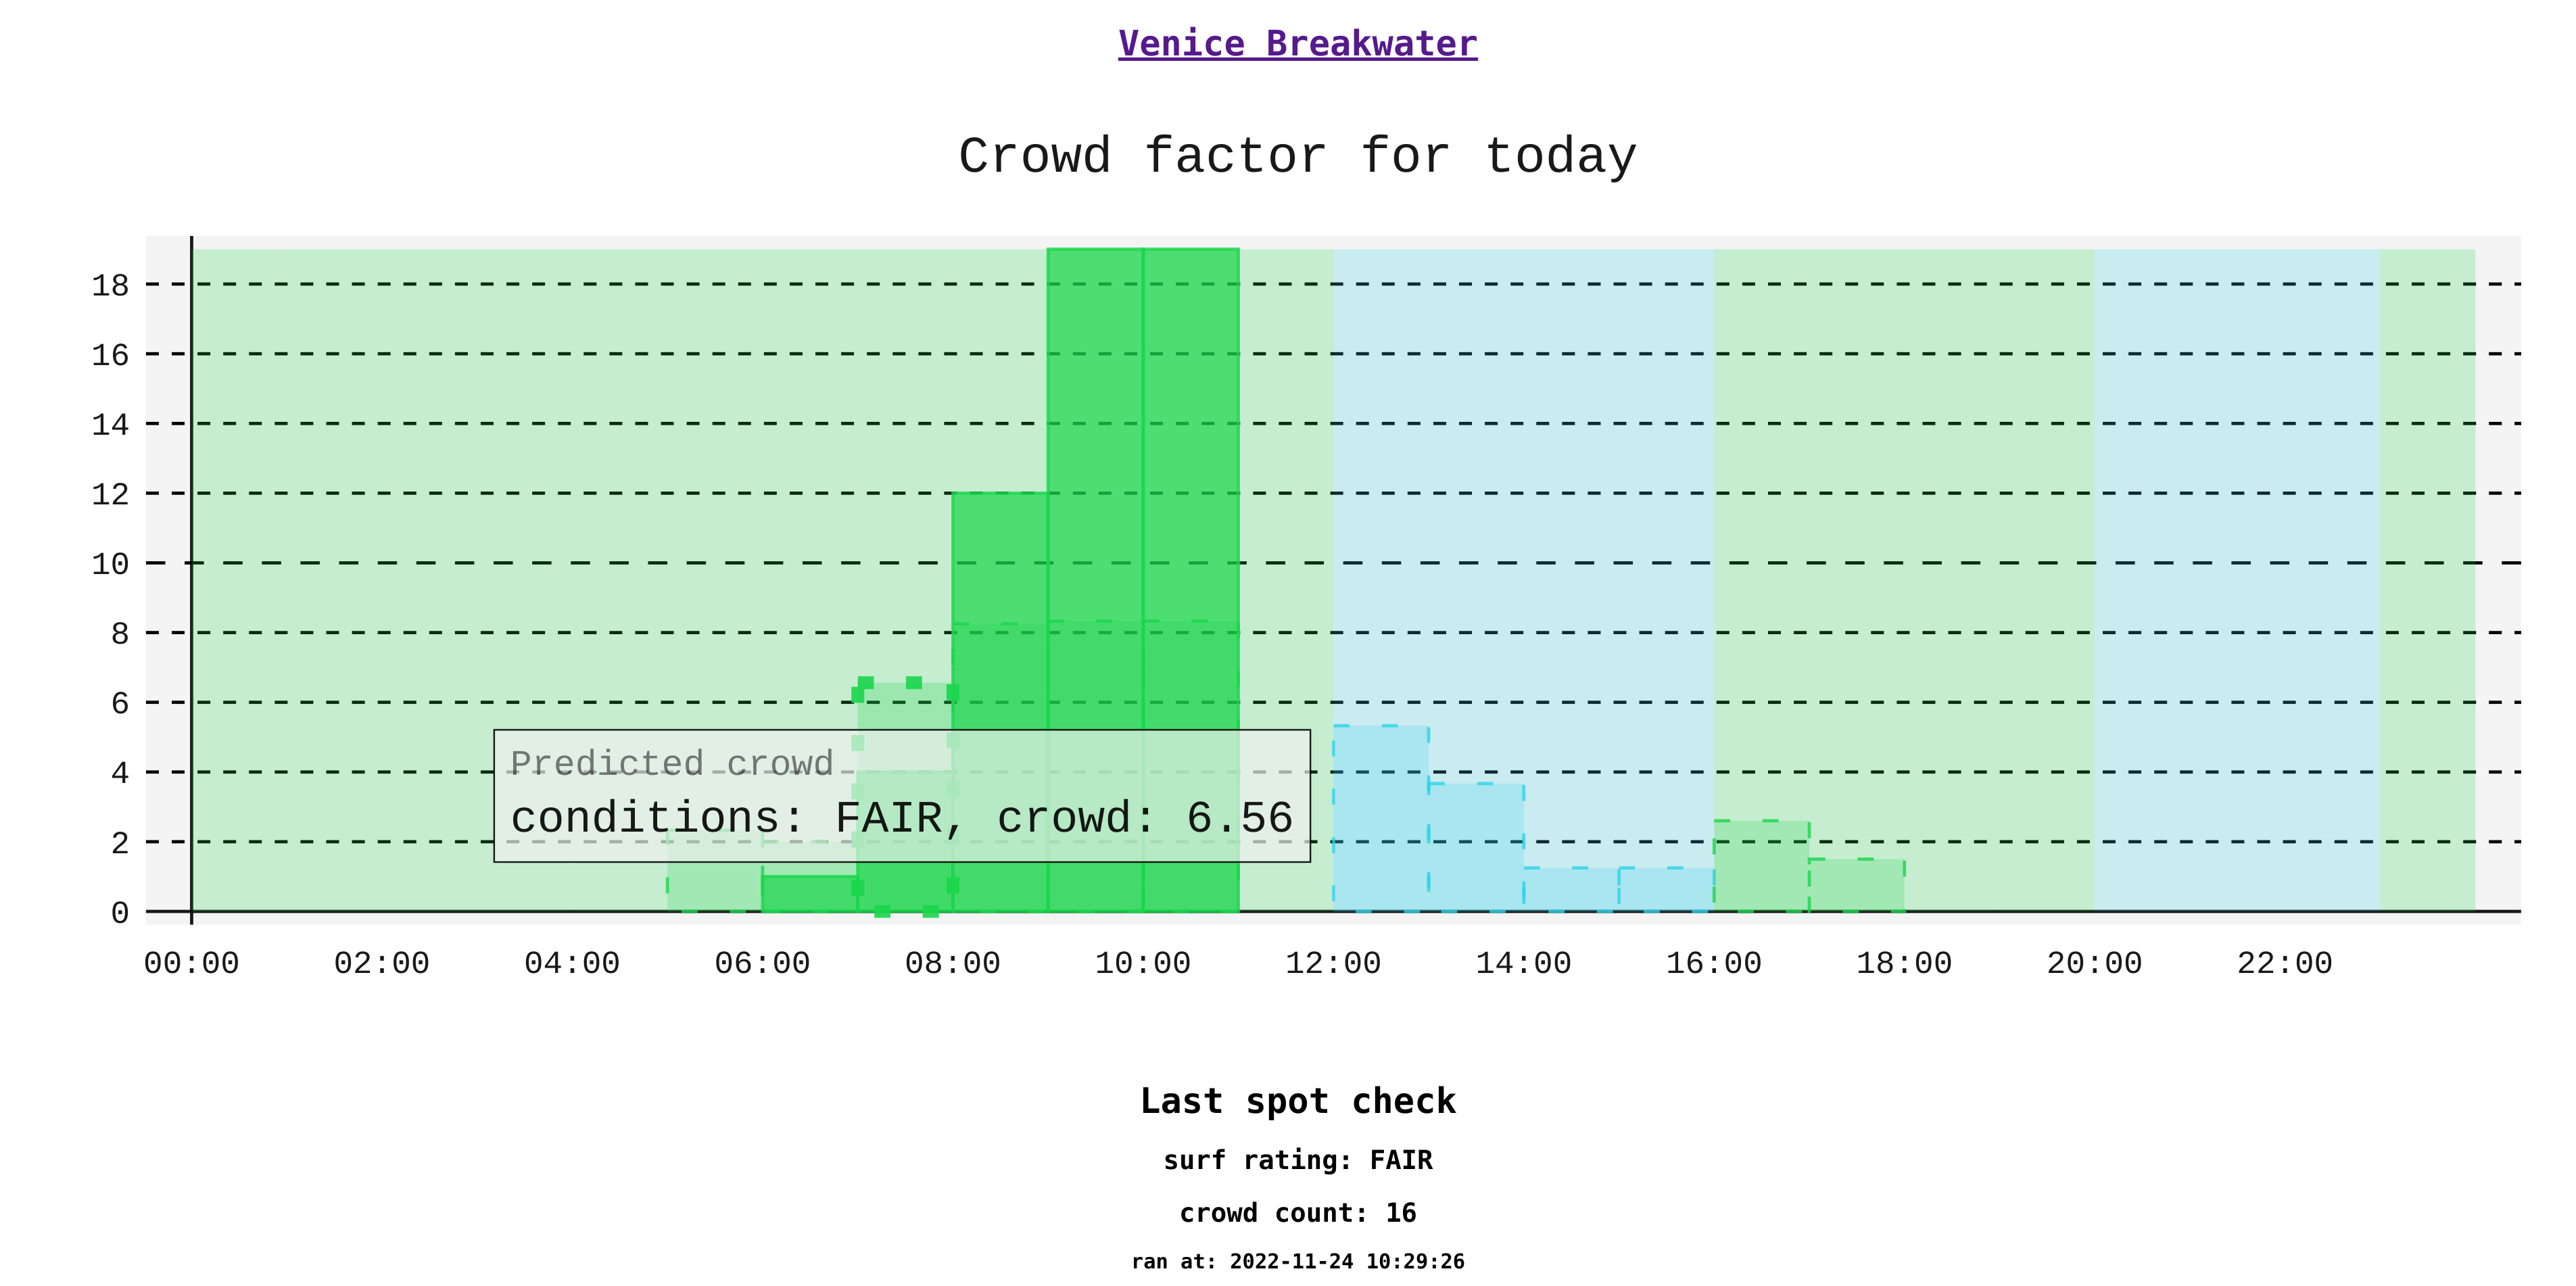 Venice Breakwater
Crowd factor for today
18
16
14
12
10
8
6
4
2
0
Predicted crowd
conditions: FAIR, crowd: 6.56
00:00 02:00 04:00 06:00 08:00 10:00 12:00 14:00 16:00 18:00 20:00 22:00
Last spot check
surf rating: FAIR
crowd count: 16
ran at: 2022-11-24 10:29:26